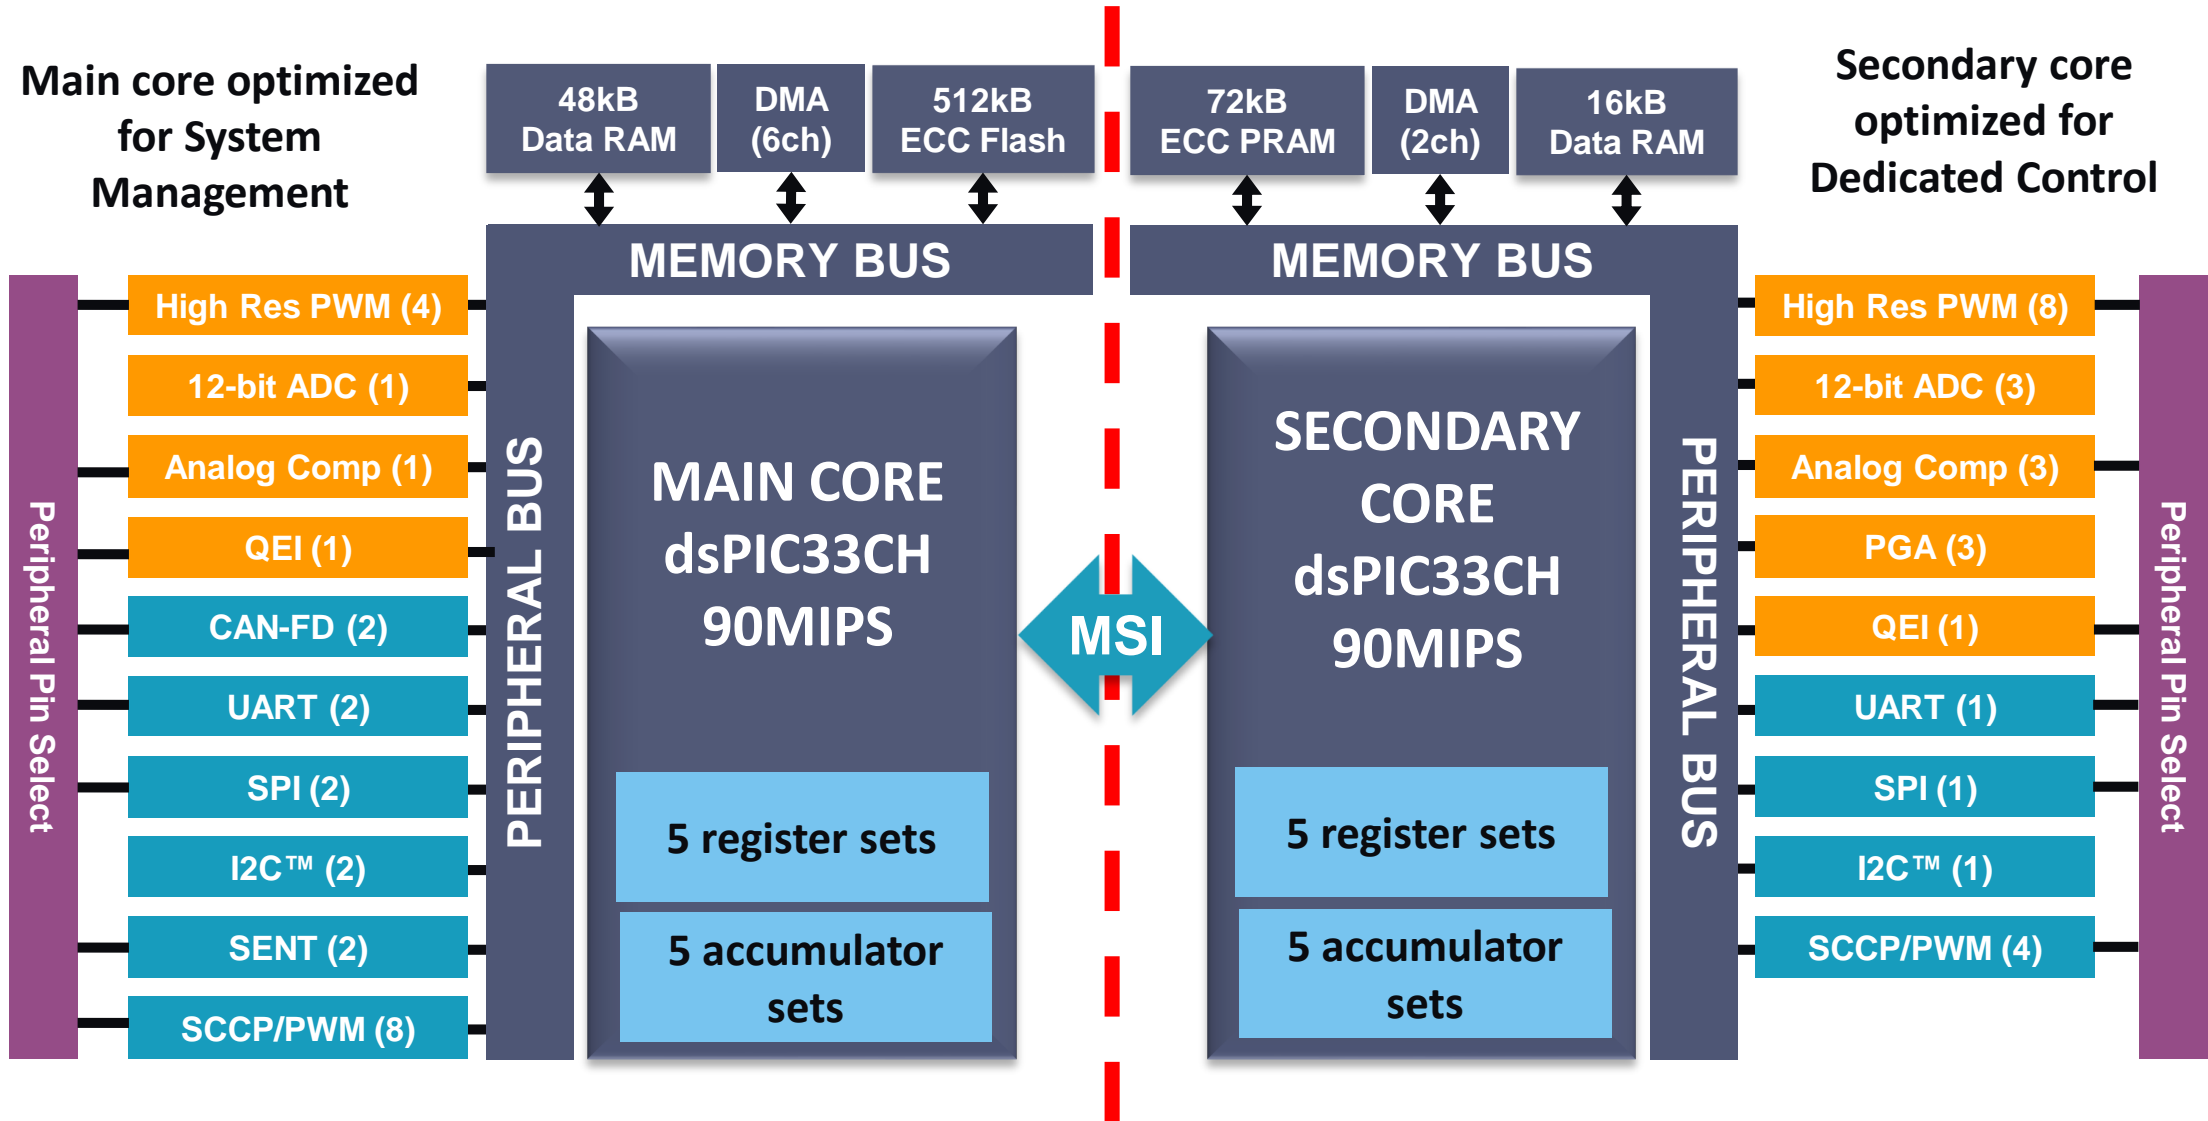 Main core optimized
for System
Management
48kB
Data RAM
DMA
(6ch)
512kB
ECC Flash
72kB
ECC PRAM
DMA
(2ch)
16kB
Data RAM
Secondary core
optimized for
Dedicated Control
MEMORY BUS
MEMORY BUS
Peripheral Pin Select
High Res PWM (4)
12-bit ADC (1)
Analog Comp (1)
QEI (1)
CAN-FD (2)
UART (2)
SPI (2)
I2C™ (2)
SENT (2)
SCCP/PWM (8)
PERIPHERAL BUS
MAIN CORE
dsPIC33CH
90MIPS
5 register sets
5 accumulator
sets
MSI
SECONDARY
CORE
dsPIC33CH
90MIPS
5 register sets
5 accumulator
sets
PERIPHERAL BUS
High Res PWM (8)
12-bit ADC (3)
Analog Comp (3)
PGA (3)
QEI (1)
UART (1)
SPI (1)
I2C™ (1)
SCCP/PWM (4)
Peripheral Pin Select